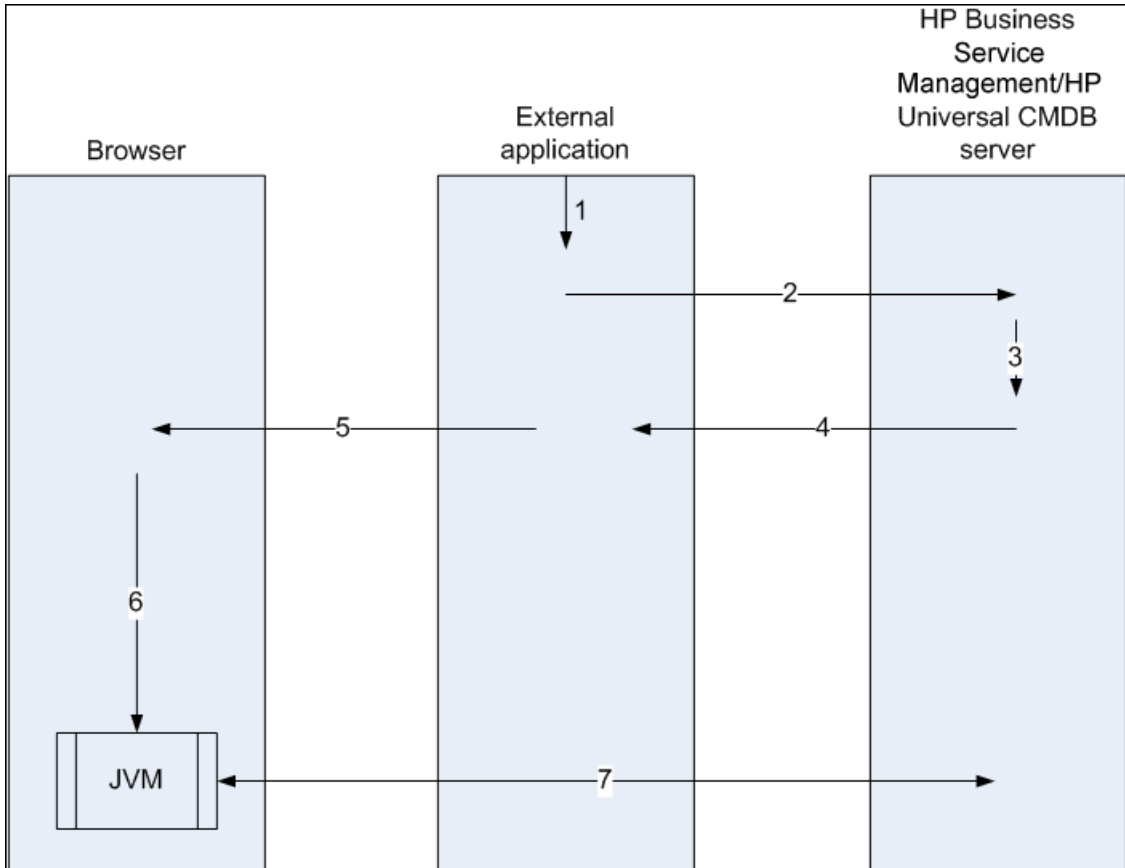 Browser
External
application
HP Business
Service
Management/HP
Universal CMDB
server
1
2
3
4
5
6
JVM
7